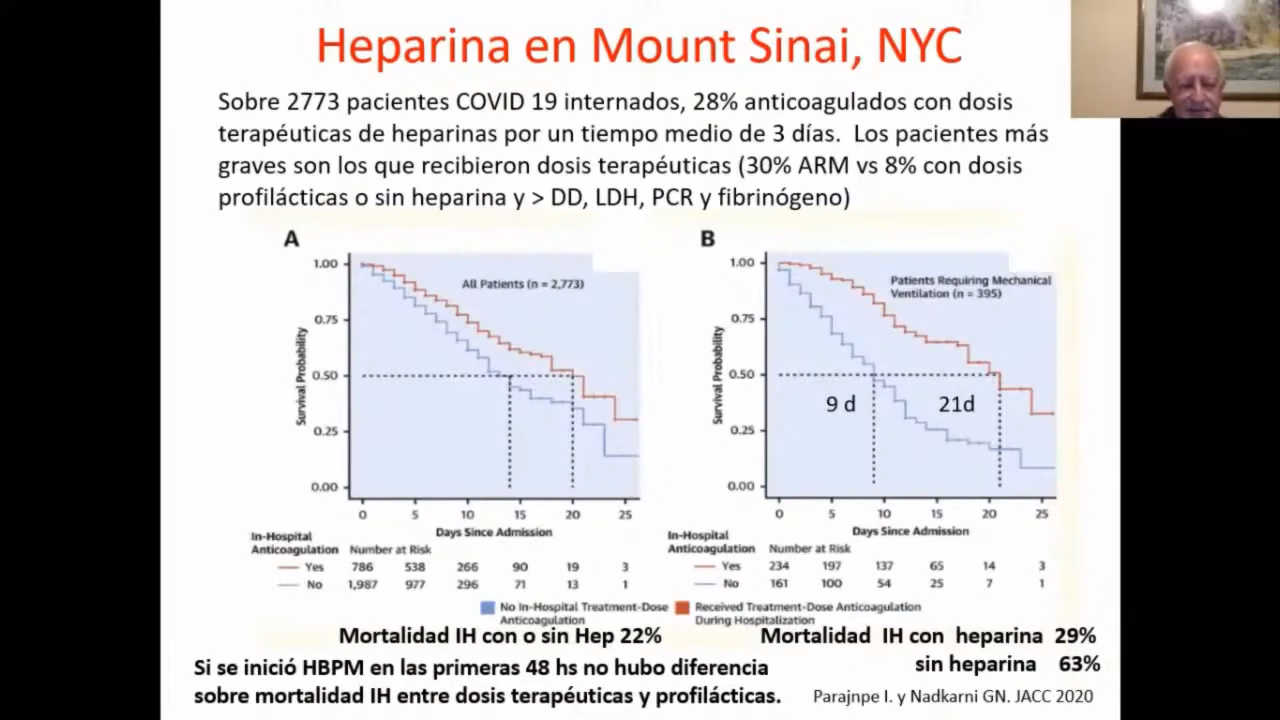 Heparina en Mount Sinai, NYC
Sobre 2773 pacientes COVID 19 internados, 28% anticoagulados con dosis
terapéuticas de heparinas por un tiempo medio de 3 días. Los pacientes más
graves son los que recibieron dosis terapéuticas (30% ARM vs 8% con dosis
profilácticas o sin heparina y > DD, LDH, PCR y fibrinógeno)
A
All Patients (n = 2,773)
Survival Probability
1.00
0.75
0.50
0.25
0.00
0 5 10 15 20 25
Days Since Admission
In-Hospital
Anticoagulation Number at Risk
Yes 786 538 266 90 19 3
No 1,987 977 296 71 13 1
B
Patients Requiring Mechanical
Ventilation (n = 395)
Survival Probability
1.00
0.75
0.50
0.25
0.00
9 d 21d
0 5 10 15 20 25
Days Since Admission
In-Hospital
Anticoagulation Number at Risk
Yes 234 197 137 65 14 3
No 161 100 54 25 7 1
No In-Hospital Treatment-Dose
Anticoagulation
Received Treatment-Dose Anticoagulation
During Hospitalization
Mortalidad IH con o sin Hep 22%
Mortalidad IH con heparina 29%
sin heparina 63%
Si se inició HBPM en las primeras 48 hs no hubo diferencia
sobre mortalidad IH entre dosis terapéuticas y profilácticas.
Parajnpe I. y Nadkarni GN. JACC 2020